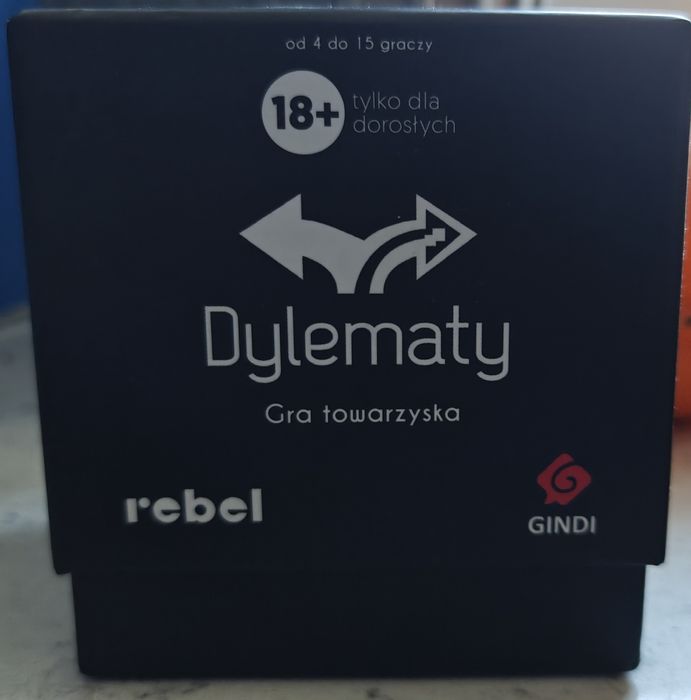 od 4 do 15 graczy
18+ tylko dla
dorosłych
Dylematy
Gra towarzyska
rebel
GINDI